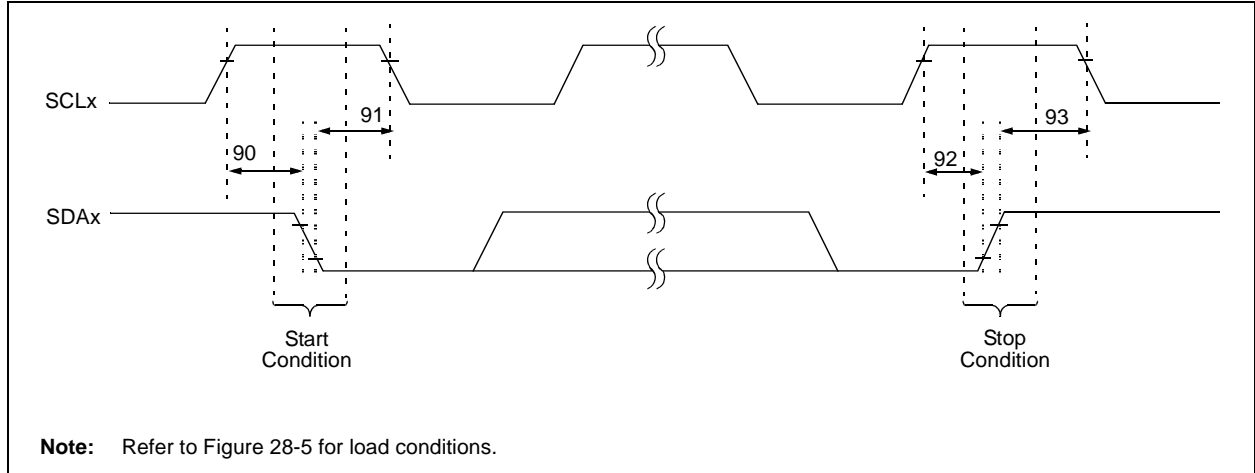 SCLx
91
93
90
92
SDAx
Start
Condition
Stop
Condition
Note: Refer to Figure 28-5 for load conditions.